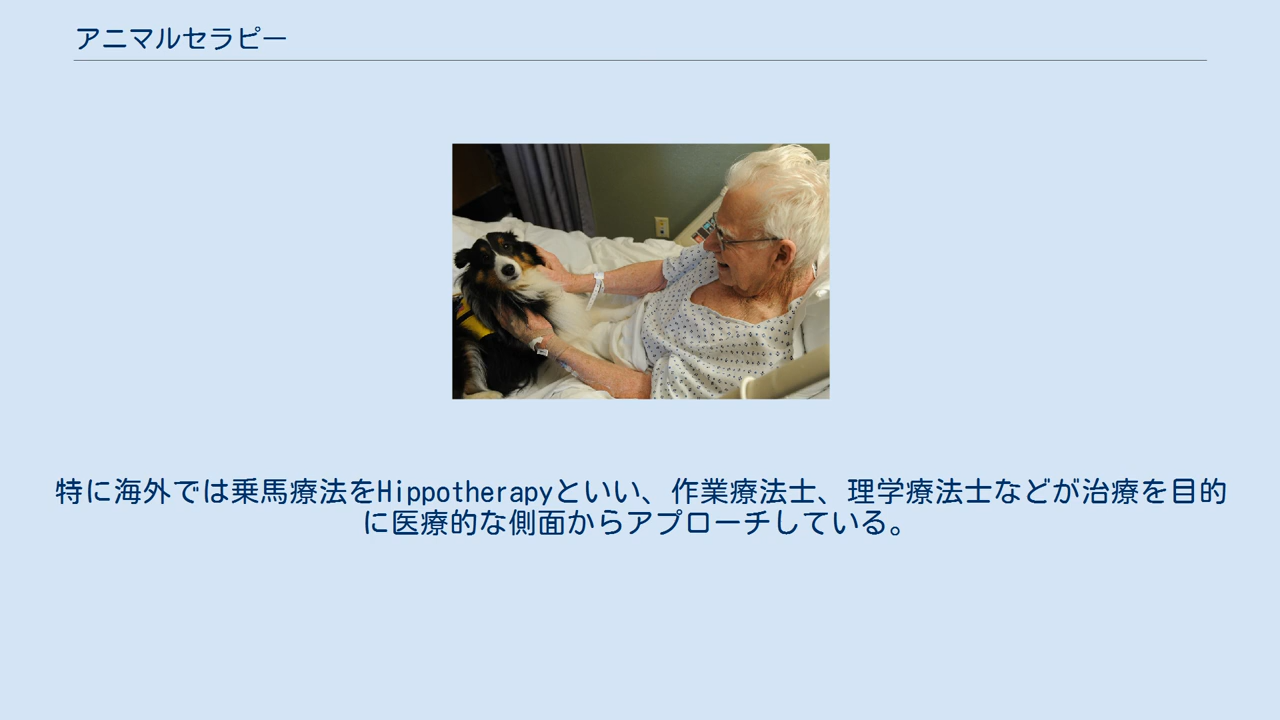 アニマルセラピー
特に海外では乗馬療法をHippotherapyといい、作業療法士、理学療法士などが治療を目的
に医療的な側面からアプローチしている。